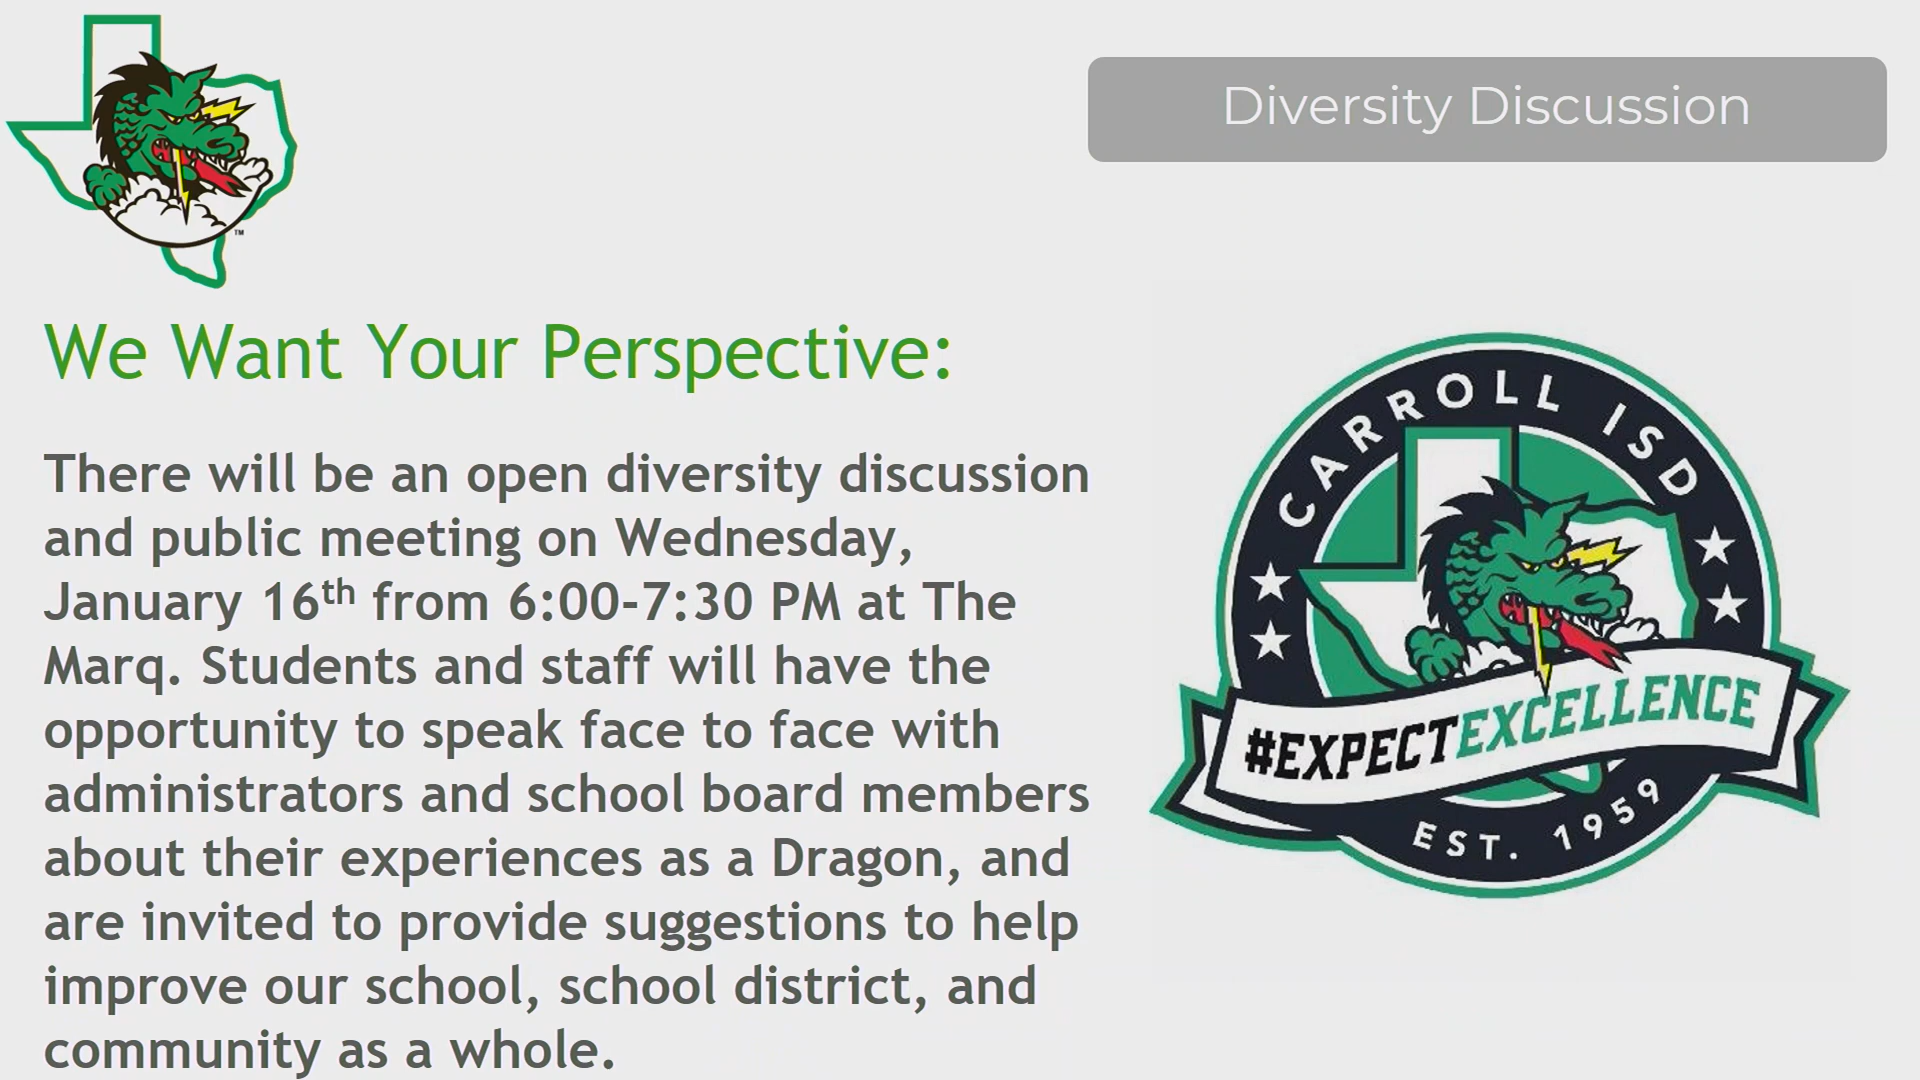 Diversity Discussion
TM
We Want Your Perspective:
There will be an open diversity discussion
and public meeting on Wednesday,
January 16th from 6:00-7:30 PM at The
Marq. Students and staff will have the
opportunity to speak face to face with
administrators and school board members
about their experiences as a Dragon, and
are invited to provide suggestions to help
improve our school, school district, and
community as a whole.
CARROLL ISD
#EXPECTEXCELLENCE
EST. 1959